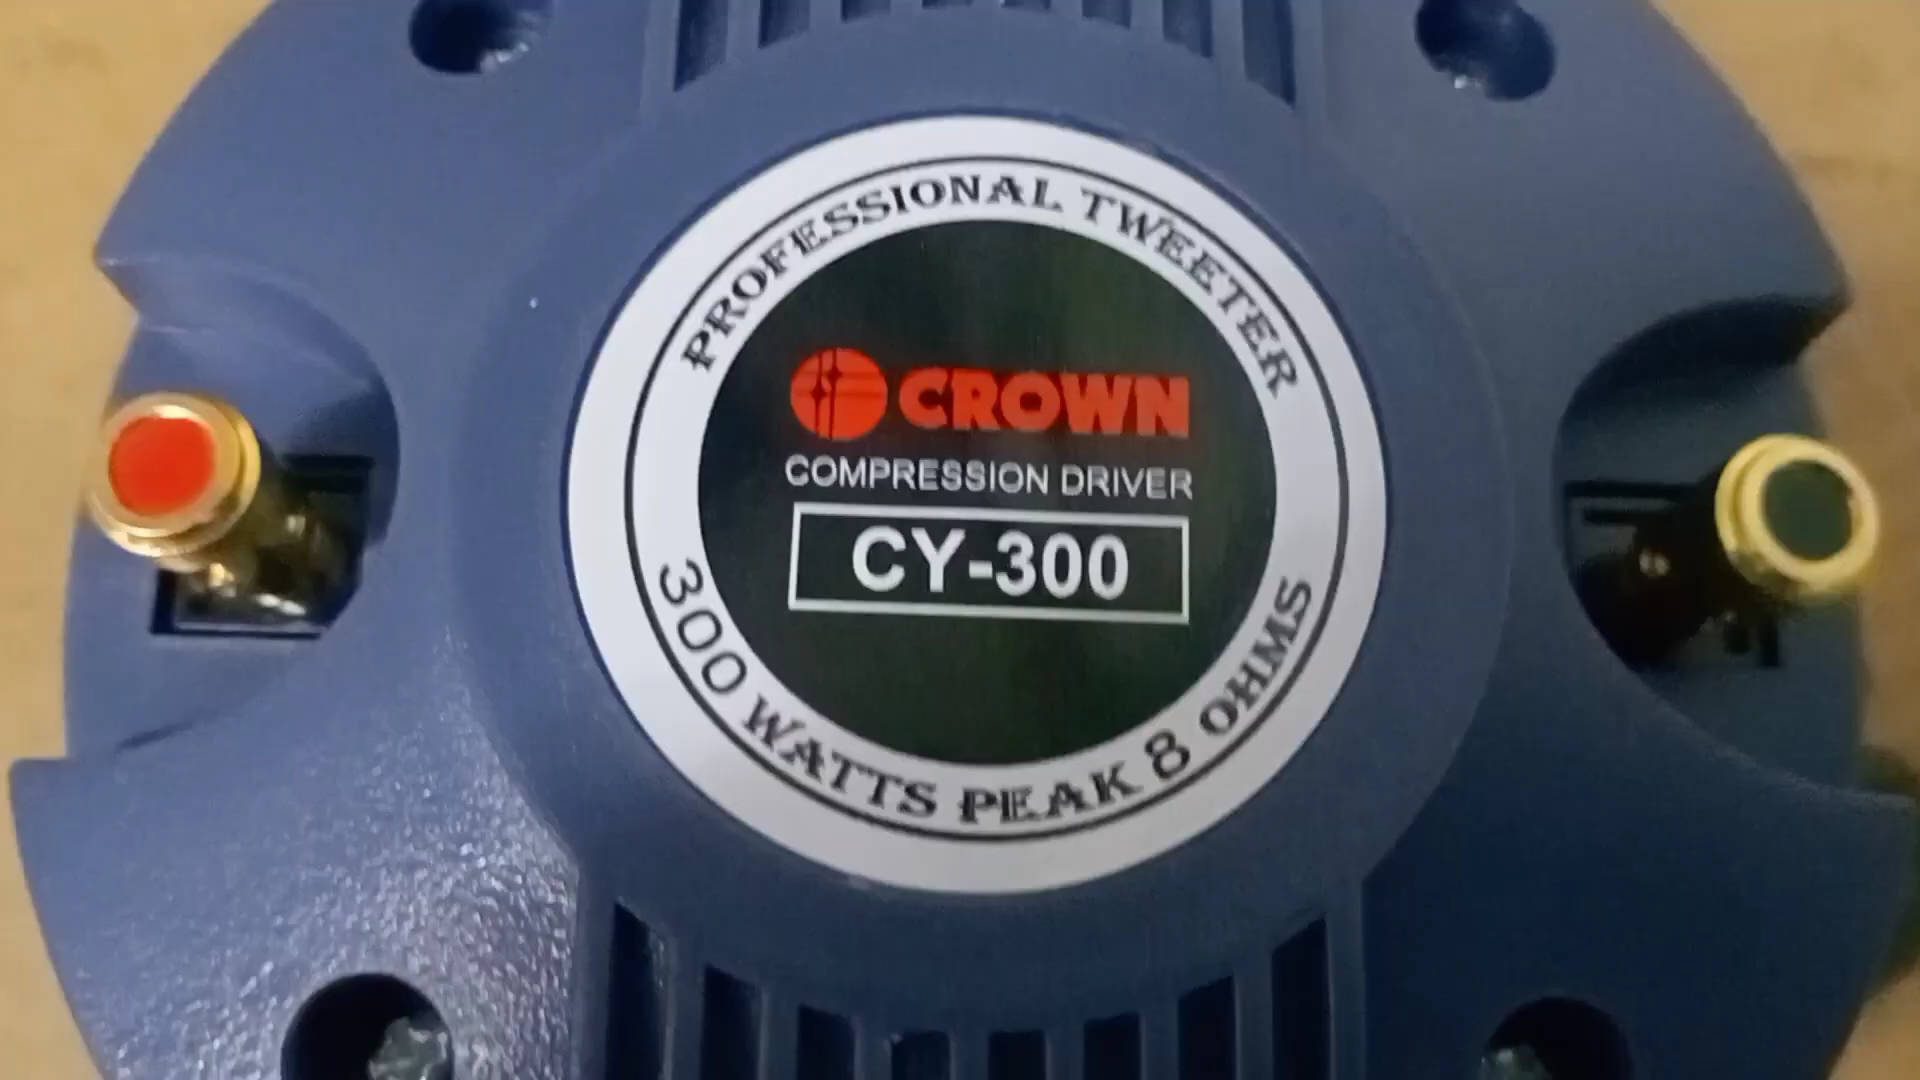 PROFESSIONAL TWEETER
CROWN
COMPRESSION DRIVER
CY-300
300 WATTS PEAK 8 OHMS